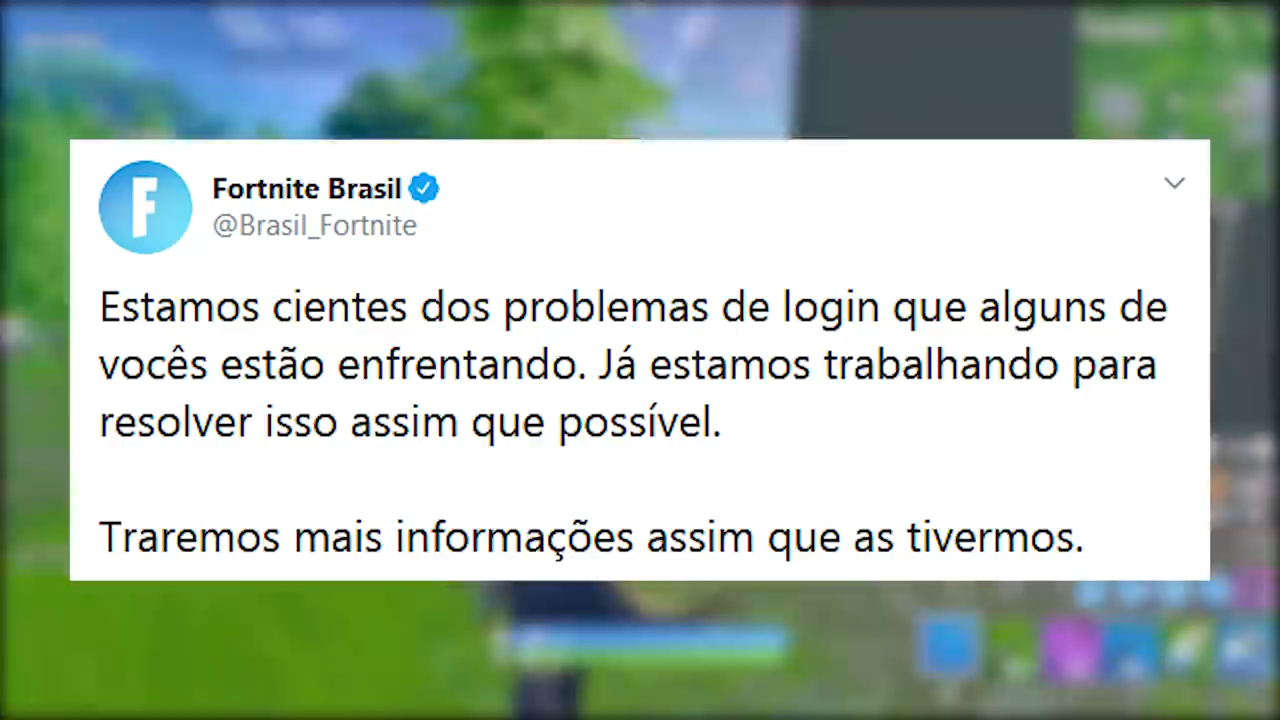 Fortnite Brasil
@Brasil_Fortnite
Estamos cientes dos problemas de login que alguns de
vocês estão enfrentando. Já estamos trabalhando para
resolver isso assim que possível.
Traremos mais informações assim que as tivermos.